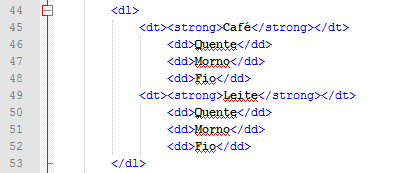 44 <dl>
45 <dt><strong>Café</strong></dt>
46 <dd>Quente</dd>
47 <dd>Morno</dd>
48 <dd>Fio</dd>
49 <dt><strong>Leite</strong></dt>
50 <dd>Quente</dd>
51 <dd>Morno</dd>
52 <dd>Fio</dd>
53 </dl>